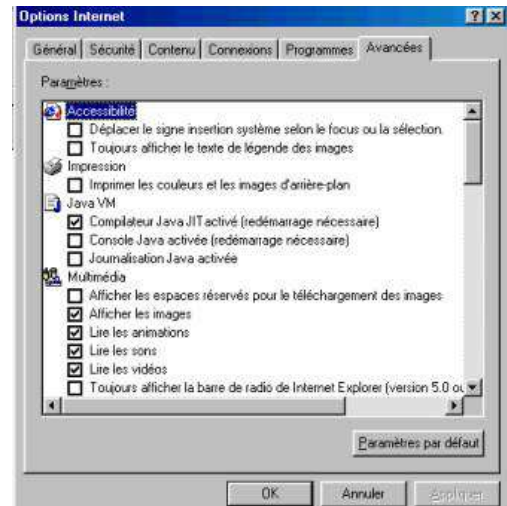 Options Internet
Général Sécurité Contenu Connexions Programmes Avancées
Paramètres :
Accessibilité
Déplacer le signe insertion système selon le focus ou la sélection.
Toujours afficher le texte de légende des images
Impression
Imprimer les couleurs et les images d'arrière-plan
Java VM
Compilateur Java JIT activé (redémarrage nécessaire)
Console Java activée (redémarrage nécessaire)
Journalisation Java activée
Multimédia
Afficher les espaces réservés pour le téléchargement des images
Afficher les images
Lire les animations
Lire les sons
Lire les vidéos
Toujours afficher la barre de radio de Internet Explorer (version 5.0 ou
Paramètres par défaut
OK Annuler Appliquer